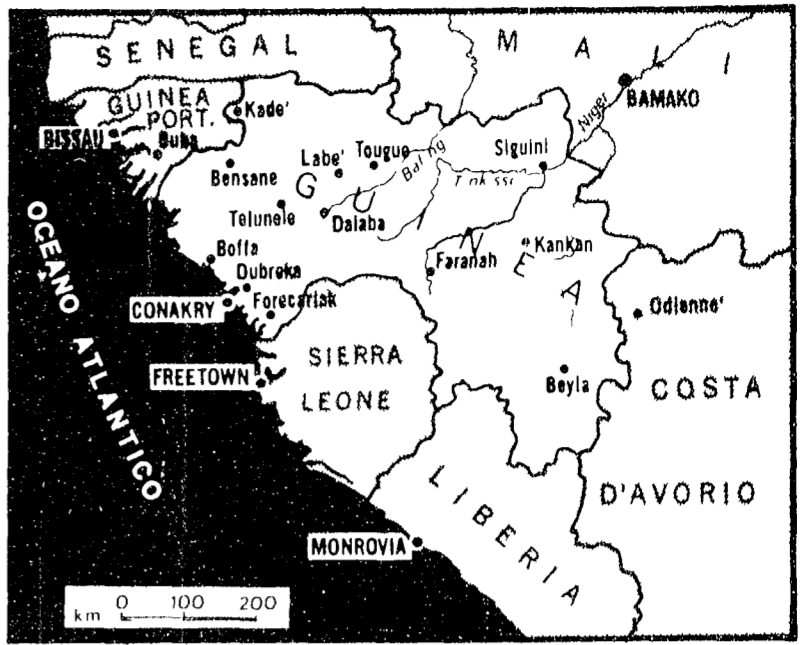 SENEGAL
MALI
GUINEA
PORT.
Kade'
BAMAKO
Niger
BISSAU
Buba
Bensane
Labe'
Tougue
Siguini
GUINEA
Telunele
Dalaba
Boffa
Kankan
Faranah
Dubreka
CONAKRY
Forecariak
Odienne'
OCEANO ATLANTICO
SIERRA
LEONE
FREETOWN
Beyla
COSTA
D'AVORIO
LIBERIA
MONROVIA
km 0 100 200